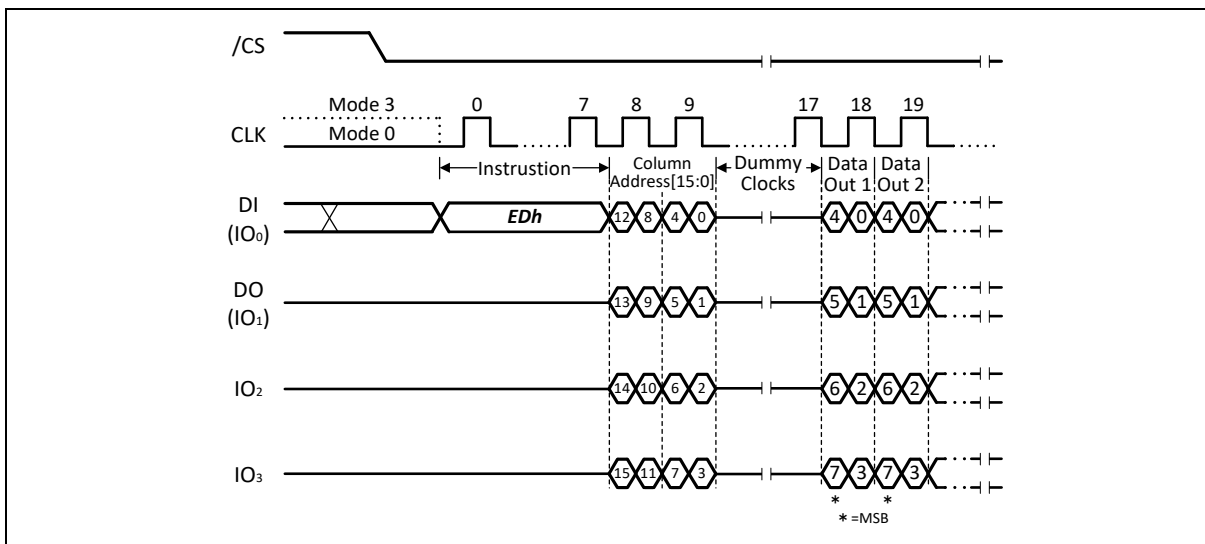 /CS
Mode 3 0 7 8 9 17 18 19
CLK Mode 0
Instrustion Column Address[15:0] Dummy Clocks Data Out 1 Data Out 2
DI (IO0) EDh 12 8 4 0 4 0 4 0
DO (IO1) 13 9 5 1 5 1 5 1
IO2 14 10 6 2 6 2 6 2
IO3 15 11 7 3 7 3 7 3
* *
* =MSB